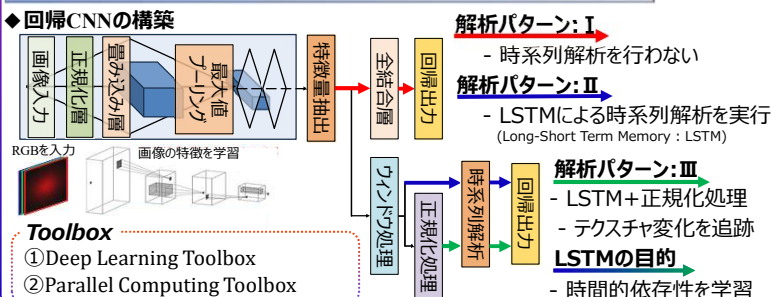 ◆回帰CNNの構築
画像入力
正規化層
畳み込み層
最大値
プーリング
特徴量抽出
全結合層
回帰出力
RGBを入力
画像の特徴を学習
ウィンドウ処理
正規化処理
時系列解析
回帰出力
Toolbox
①Deep Learning Toolbox
②Parallel Computing Toolbox
解析パターン:Ⅰ
- 時系列解析を行わない
解析パターン:Ⅱ
- LSTMによる時系列解析を実行
(Long-Short Term Memory : LSTM)
解析パターン:Ⅲ
- LSTM+正規化処理
- テクスチャ変化を追跡
LSTMの目的
- 時間的依存性を学習